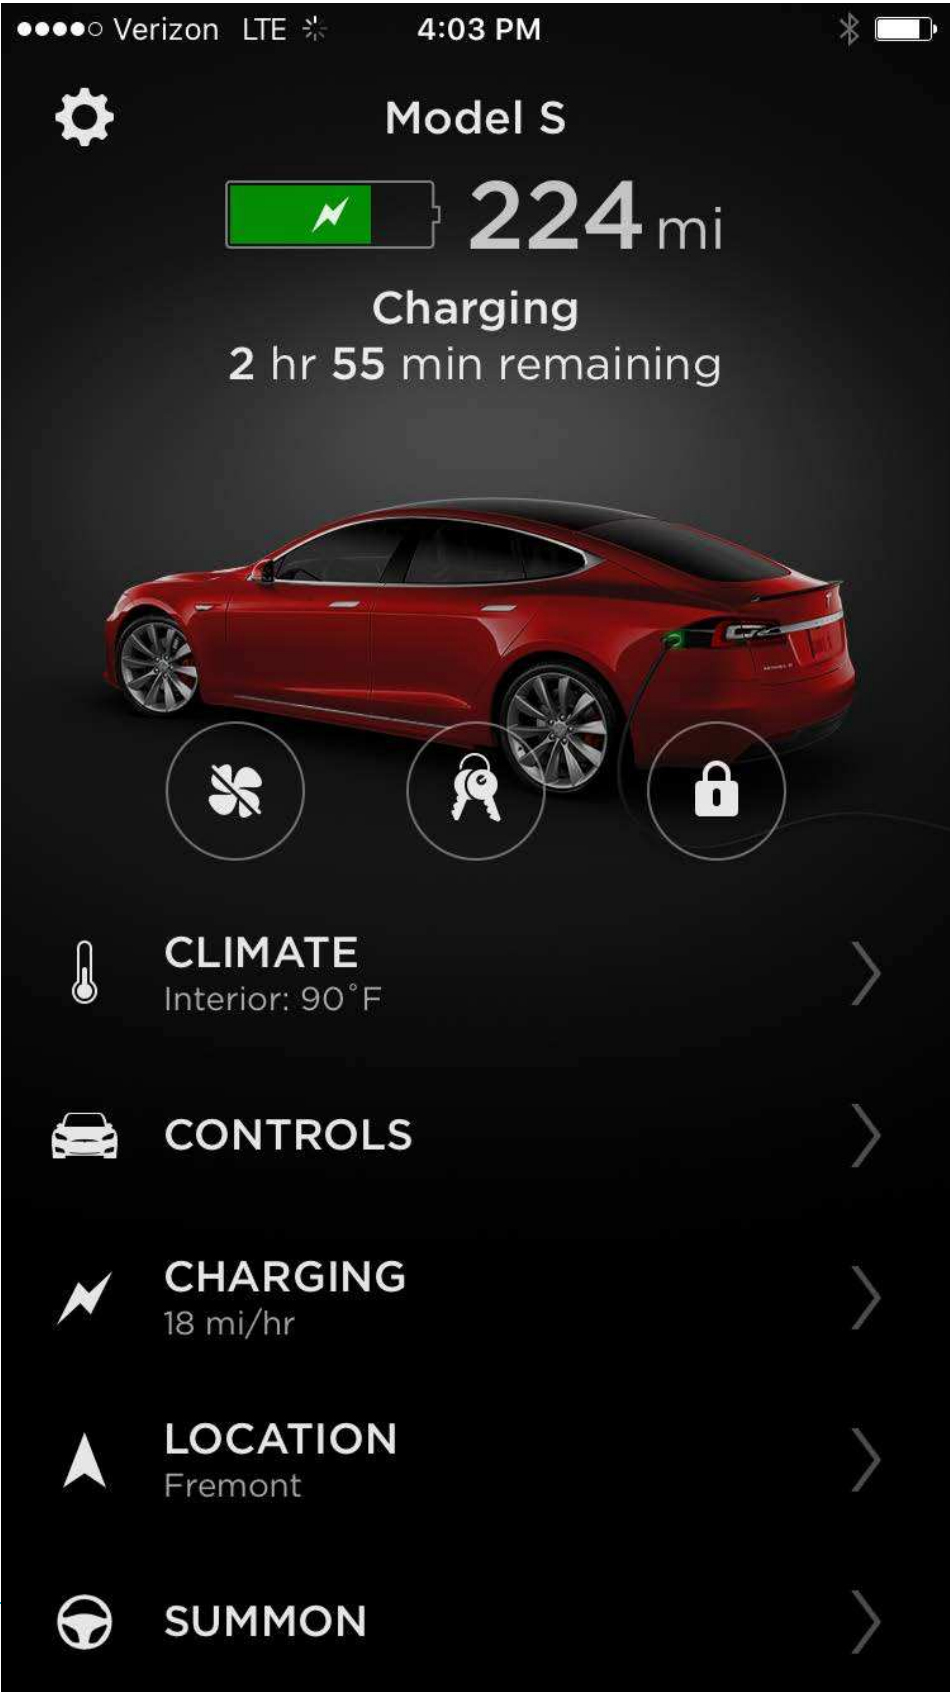 Verizon LTE 4:03 PM
Model S
224 mi
Charging
2 hr 55 min remaining
CLIMATE
Interior: 90°F
CONTROLS
CHARGING
18 mi/hr
LOCATION
Fremont
SUMMON